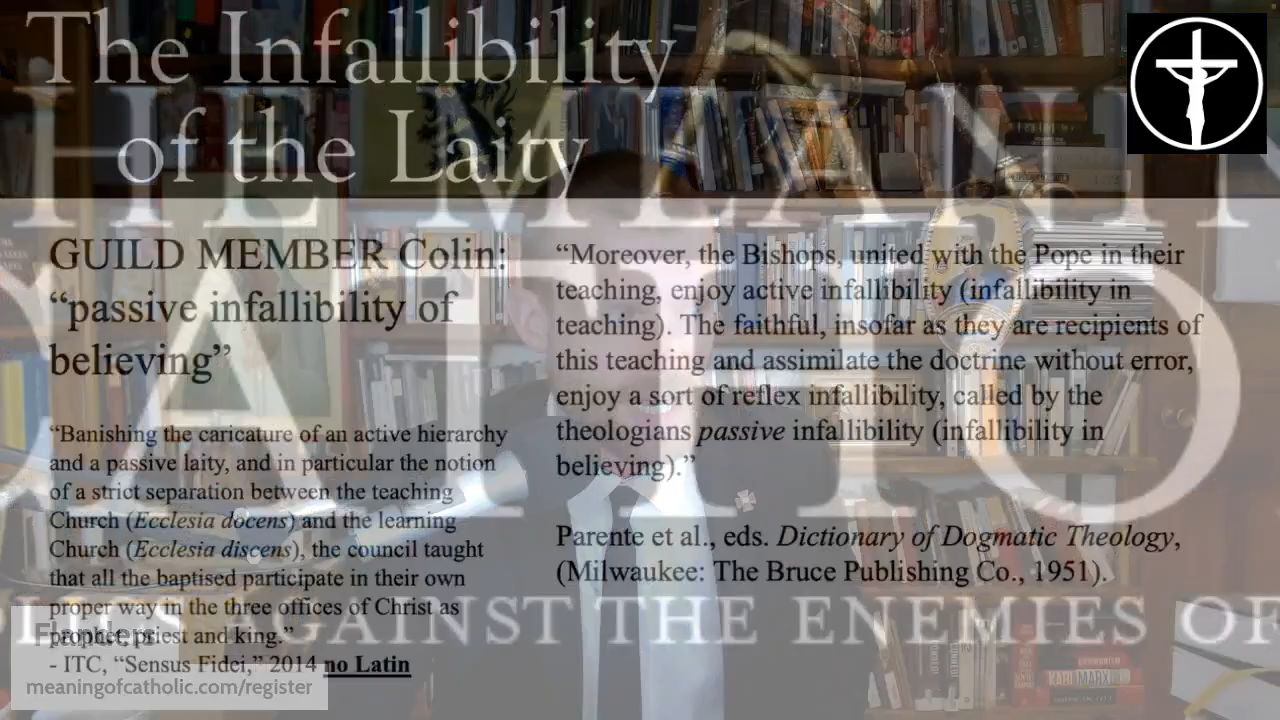 The Infallibility
of the Laity
HE MEAN
GUILD MEMBER Colin:
“passive infallibility of
believing”
“Banishing the caricature of an active hierarchy
and a passive laity, and in particular the notion
of a strict separation between the teaching
Church (Ecclesia docens) and the learning
Church (Ecclesia discens), the council taught
that all the baptised participate in their own
proper way in the three offices of Christ as
prophet, priest and king.”
- ITC, “Sensus Fidei,” 2014 no Latin
“Moreover, the Bishops, united with the Pope in their
teaching, enjoy active infallibility (infallibility in
teaching). The faithful, insofar as they are recipients of
this teaching and assimilate the doctrine without error,
enjoy a sort of reflex infallibility, called by the
theologians passive infallibility (infallibility in
believing).”
Parente et al., eds. Dictionary of Dogmatic Theology,
(Milwaukee: The Bruce Publishing Co., 1951).
ATHO
AGAINST THE ENEMIES OF
Flanders
meaningofcatholic.com/register
KARL MARX